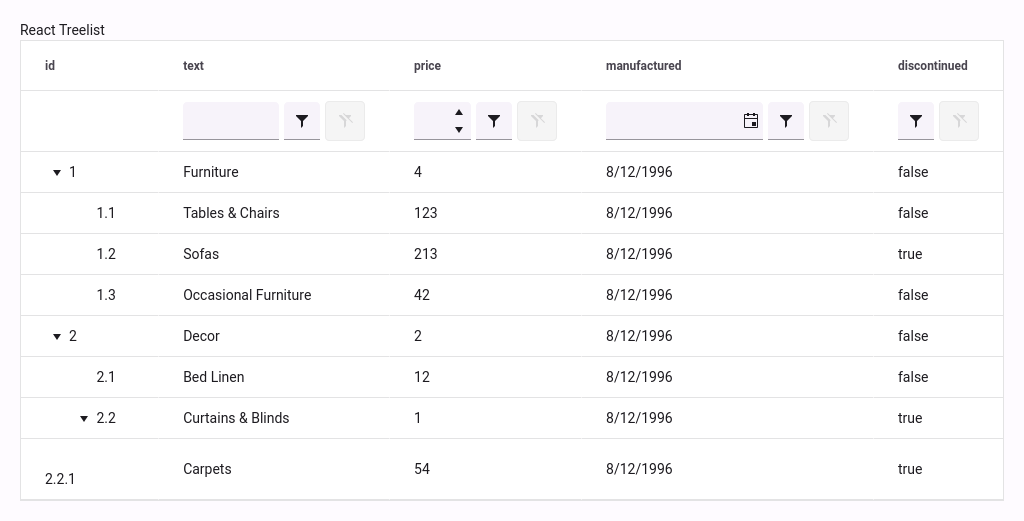 React Treelist
id text price manufactured discontinued
1 Furniture 4 8/12/1996 false
1.1 Tables & Chairs 123 8/12/1996 false
1.2 Sofas 213 8/12/1996 true
1.3 Occasional Furniture 42 8/12/1996 false
2 Decor 2 8/12/1996 false
2.1 Bed Linen 12 8/12/1996 false
2.2 Curtains & Blinds 1 8/12/1996 true
2.2.1 Carpets 54 8/12/1996 true